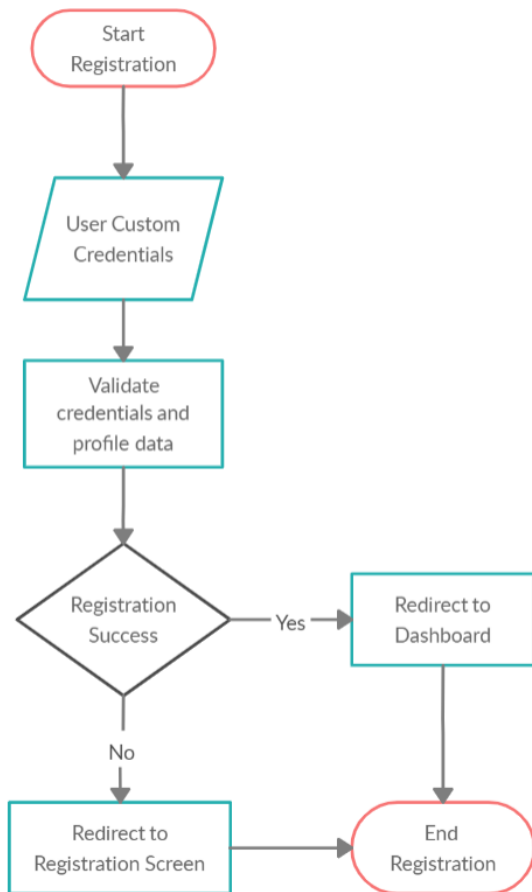 Start
Registration
User Custom
Credentials
Validate
credentials and
profile data
Registration
Success
Yes
Redirect to
Dashboard
No
Redirect to
Registration Screen
End
Registration